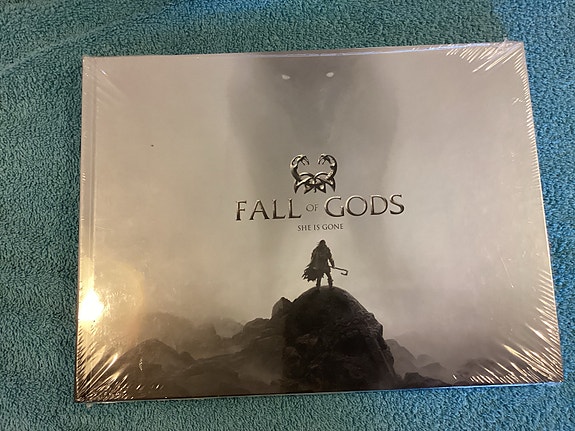 FALL OF GODS
SHE IS GONE